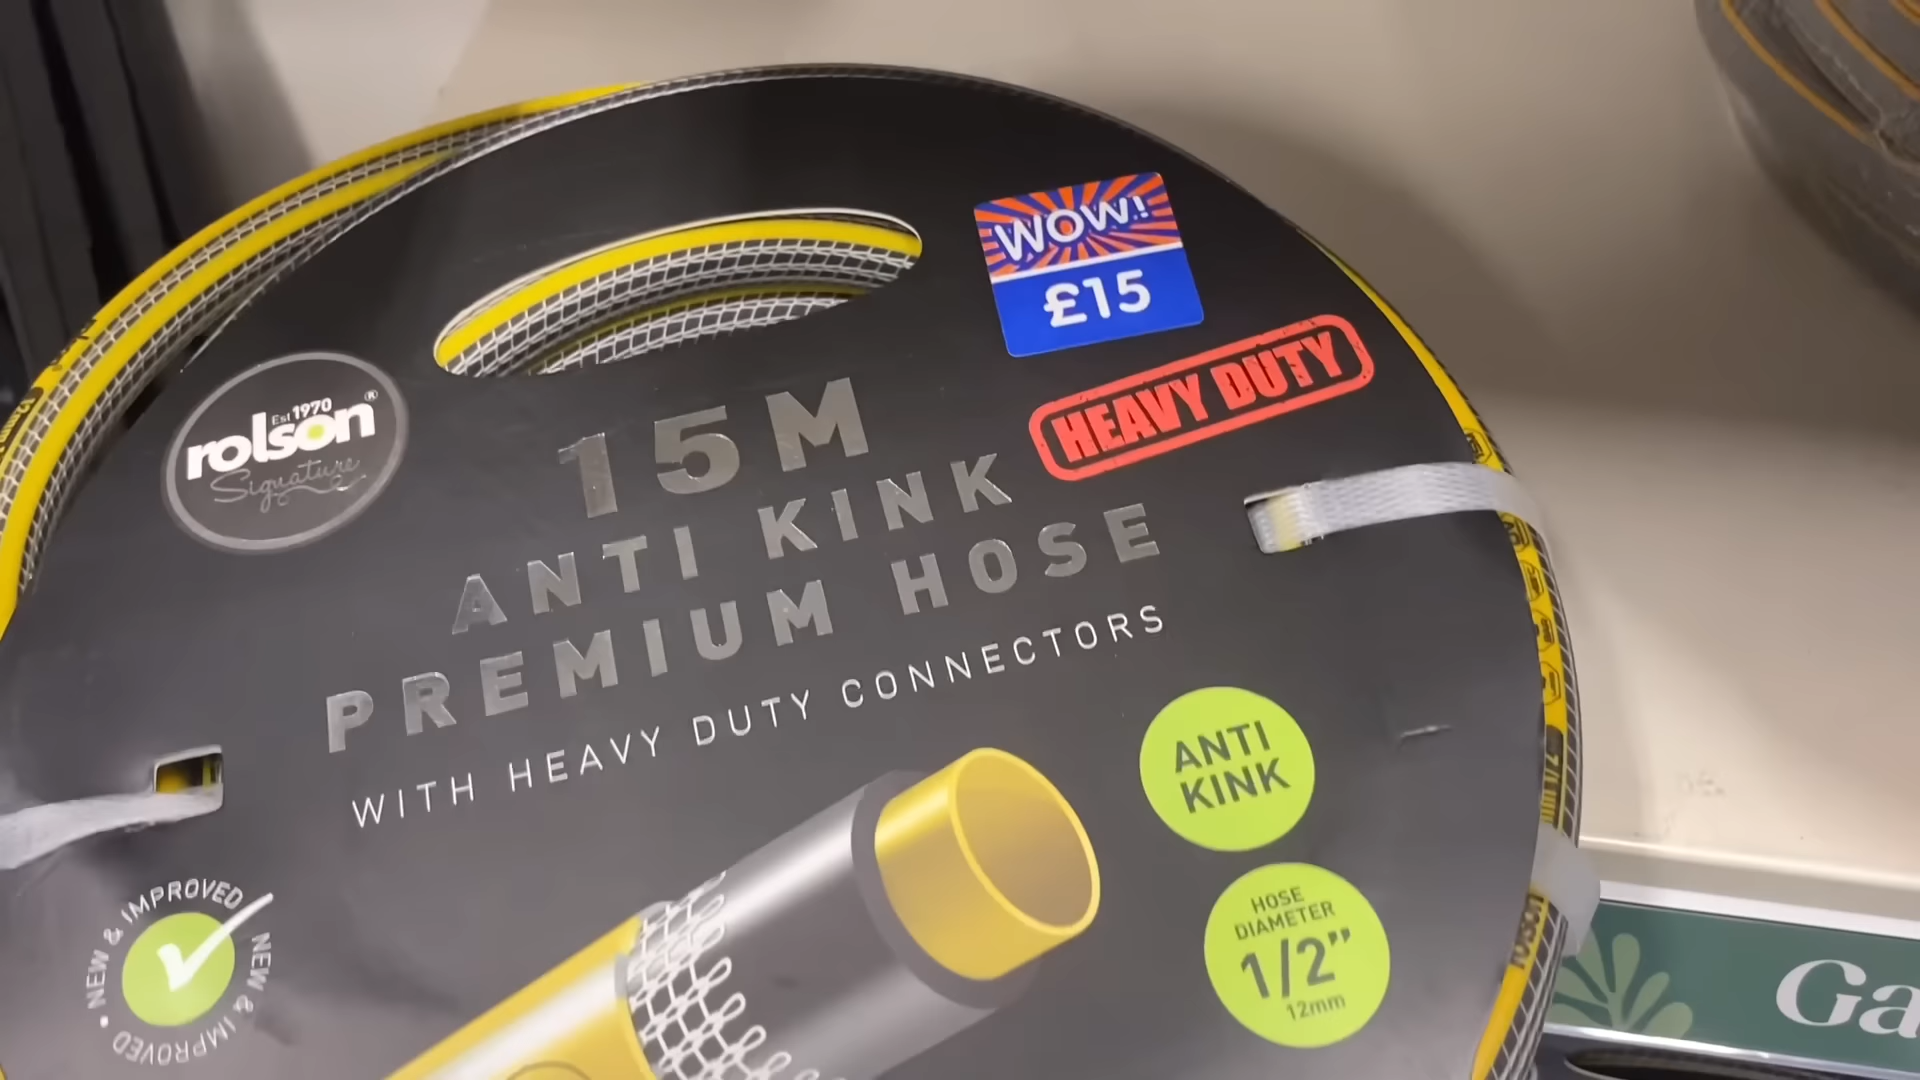 WOW!
£15
HEAVY DUTY
Est 1970
rolson®
Signature
15M
ANTI KINK
PREMIUM HOSE
WITH HEAVY DUTY CONNECTORS
ANTI
KINK
HOSE
DIAMETER
1/2”
12mm
NEW & IMPROVED • NEW & IMPROVED
rolson
Ga